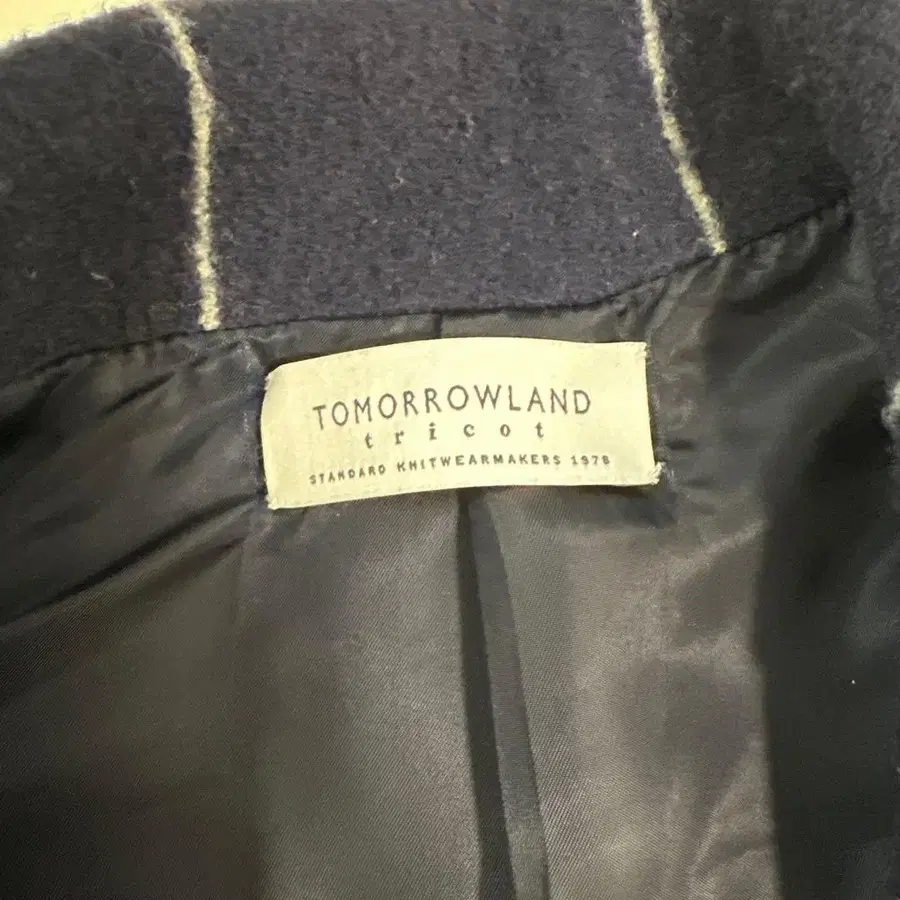 TOMORROWLAND
tricot
STANDARD KNITWEARMAKERS 1978